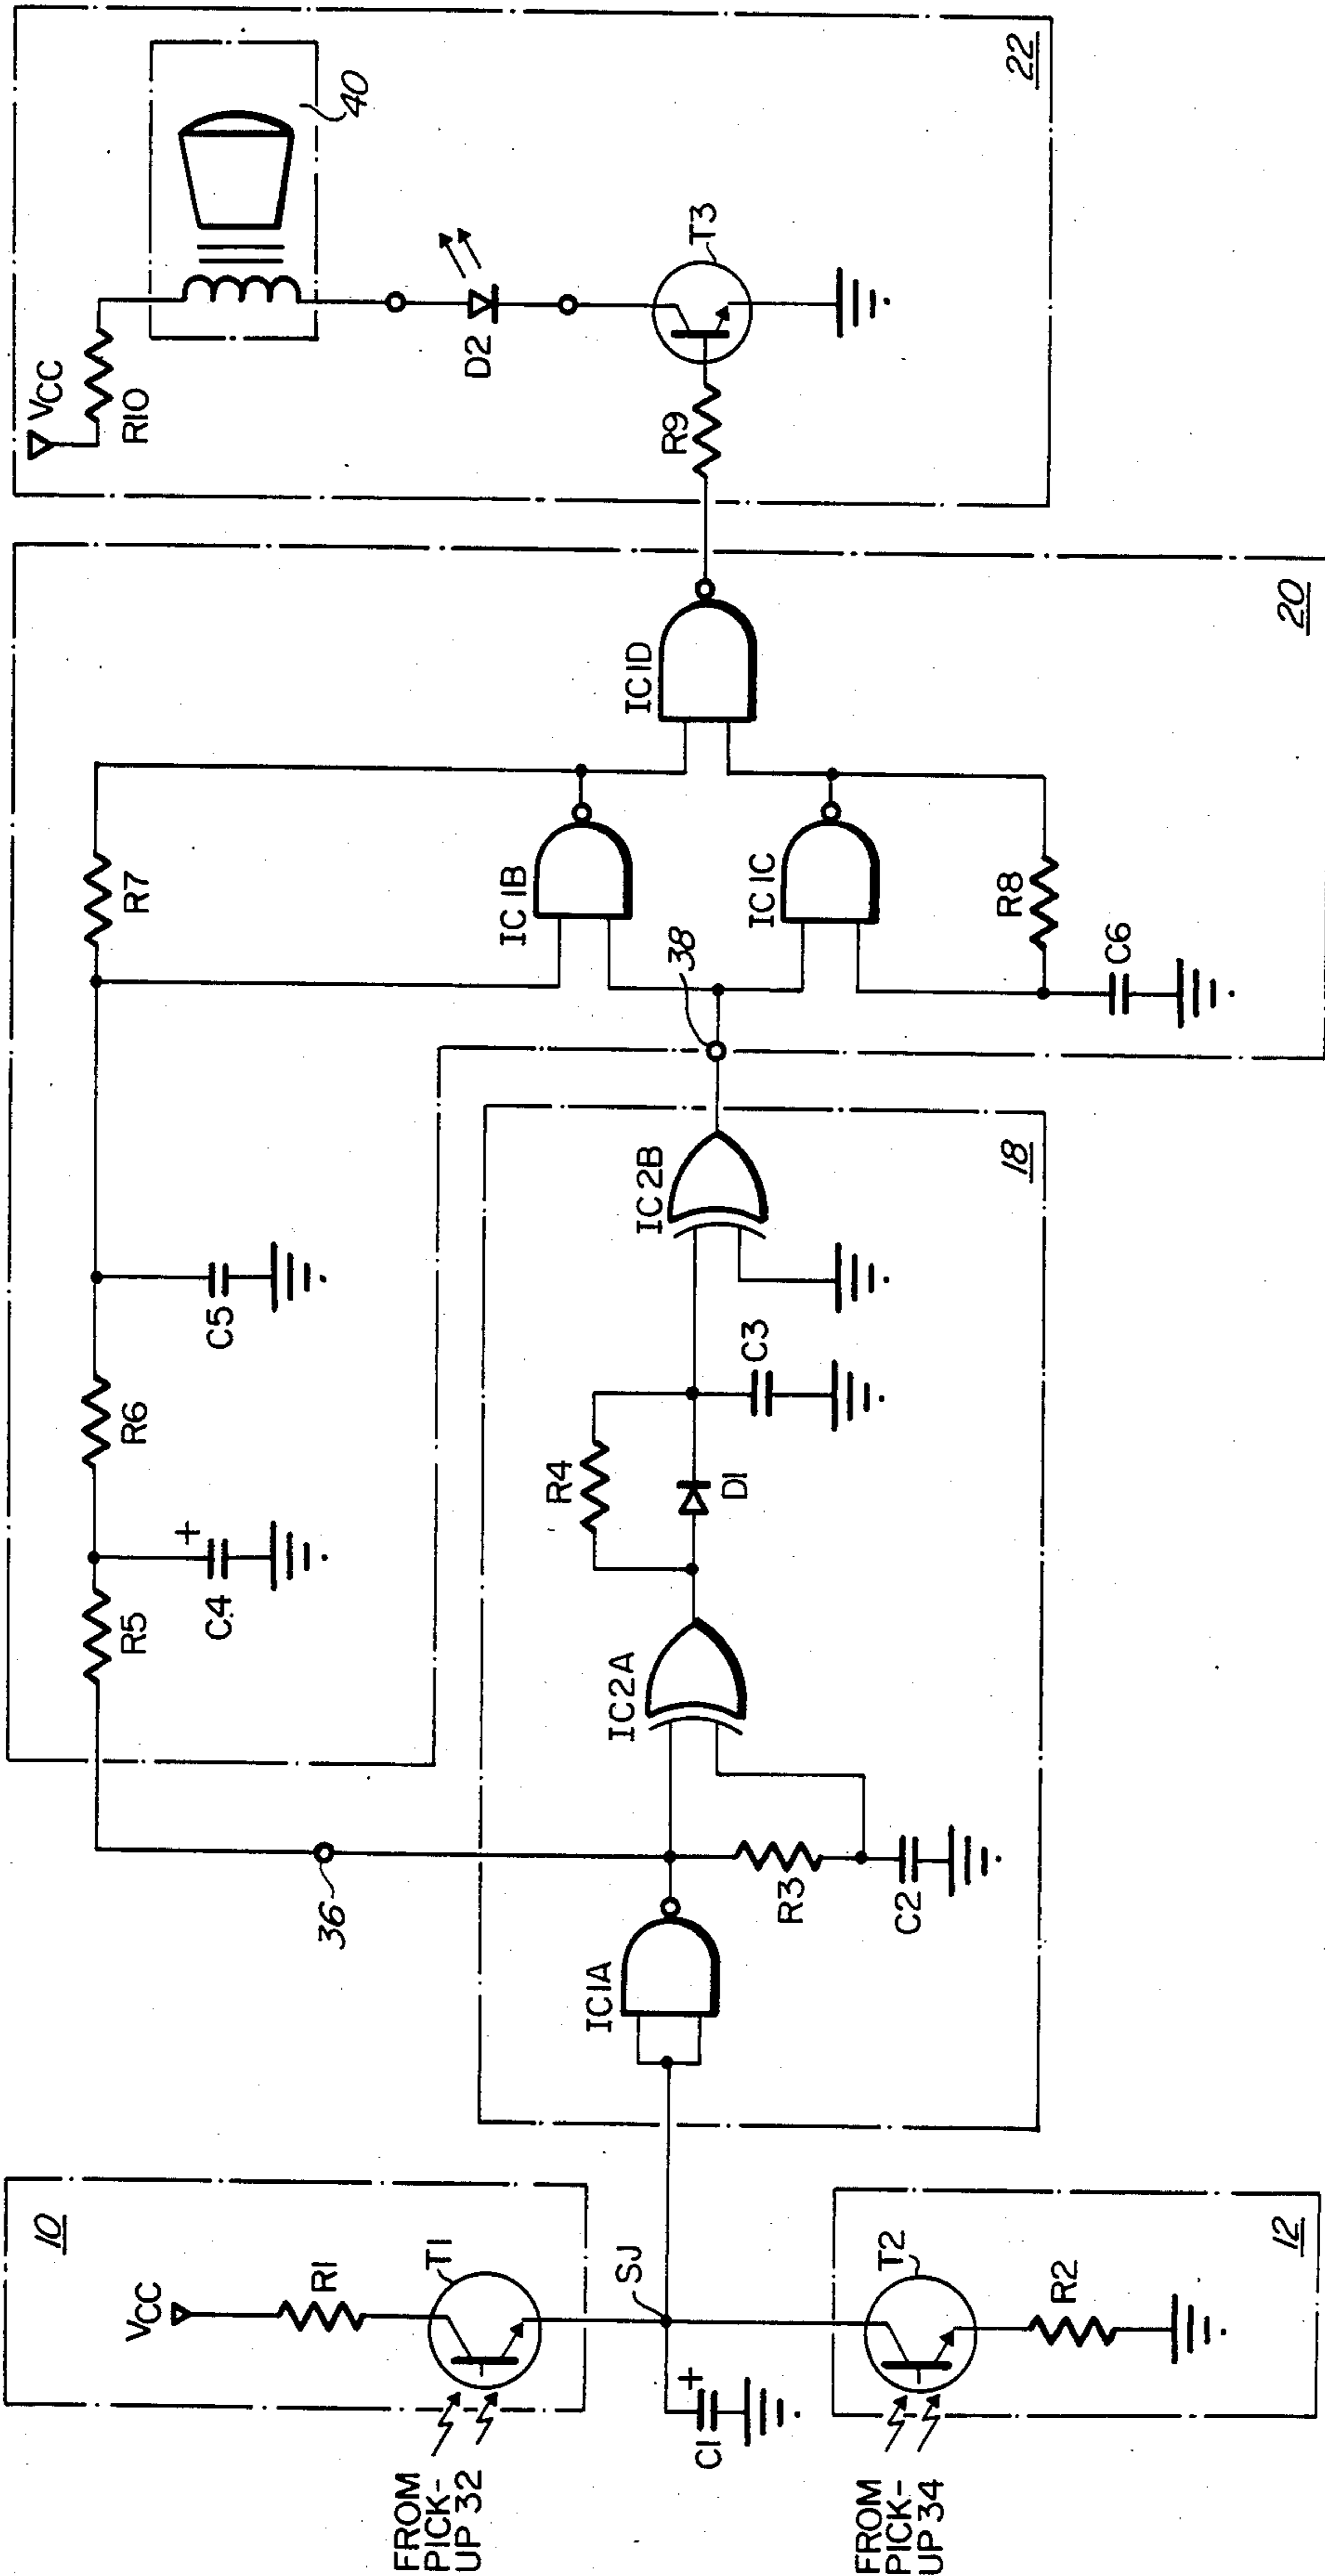 VCC
R10
40
D2
T3
R9
22
R5
C4
+
R6
C5
R7
IC1B
IC1C
IC1D
R8
C6
38
20
36
IC1A
R3
C2
IC2A
R4
D1
C3
IC2B
18
10
VCC
R1
T1
FROM
PICK-
UP 32
SJ
C1
+
FROM
PICK-
UP 34
T2
R2
12